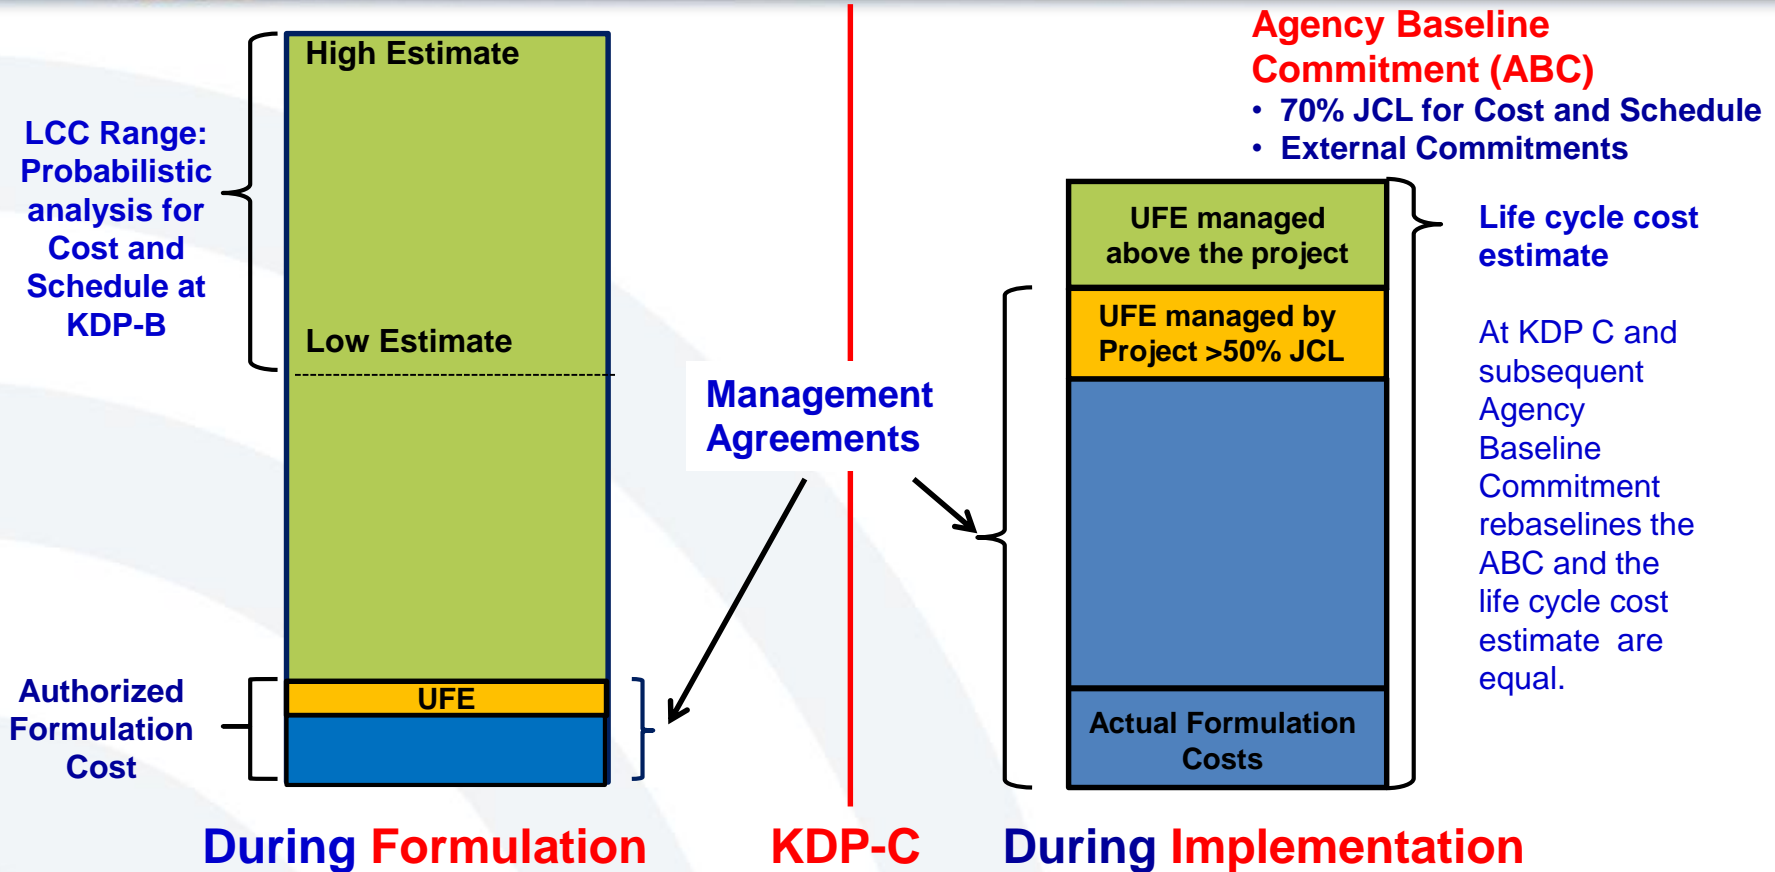 High Estimate
LCC Range:
Probabilistic
analysis for
Cost and
Schedule at
KDP-B
Low Estimate
Authorized
Formulation
Cost
UFE
Management
Agreements
Agency Baseline
Commitment (ABC)
• 70% JCL for Cost and Schedule
• External Commitments
UFE managed
above the project
UFE managed by
Project >50% JCL
Actual Formulation
Costs
Life cycle cost
estimate
At KDP C and
subsequent
Agency
Baseline
Commitment
rebaselines the
ABC and the
life cycle cost
estimate are
equal.
During Formulation
KDP-C
During Implementation